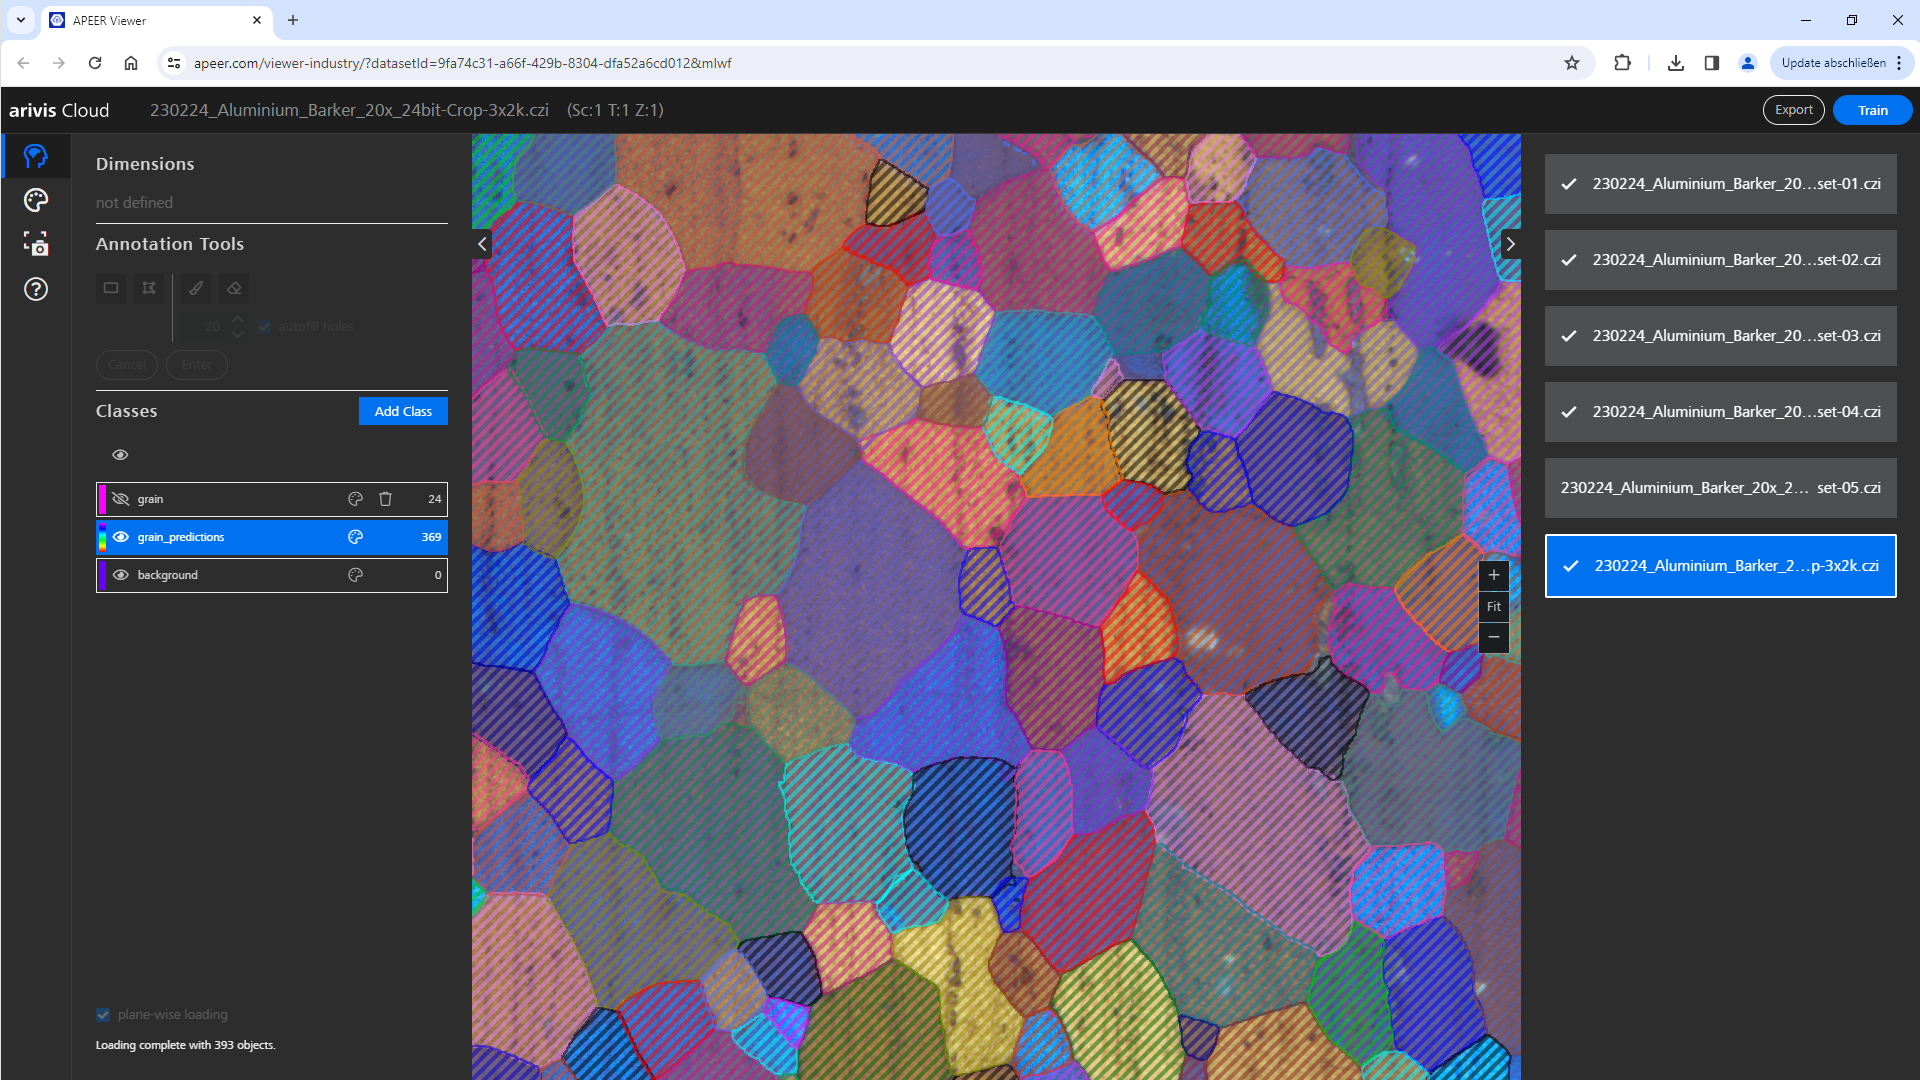 APEER Viewer
apeer.com/viewer-industry/?datasetId=9fa74c31-a66f-429b-8304-dfa52a6cd012&mlwf
Update abschließen
arivis Cloud
230224_Aluminium_Barker_20x_24bit-Crop-3x2k.czi (Sc:1 T:1 Z:1)
Export
Train
Dimensions
not defined
Annotation Tools
20
autofill holes
Cancel
Enter
Classes
Add Class
grain 24
grain_predictions 369
background 0
plane-wise loading
Loading complete with 393 objects.
+
Fit
−
230224_Aluminium_Barker_20...set-01.czi
230224_Aluminium_Barker_20...set-02.czi
230224_Aluminium_Barker_20...set-03.czi
230224_Aluminium_Barker_20...set-04.czi
230224_Aluminium_Barker_20x_2... set-05.czi
230224_Aluminium_Barker_2...p-3x2k.czi